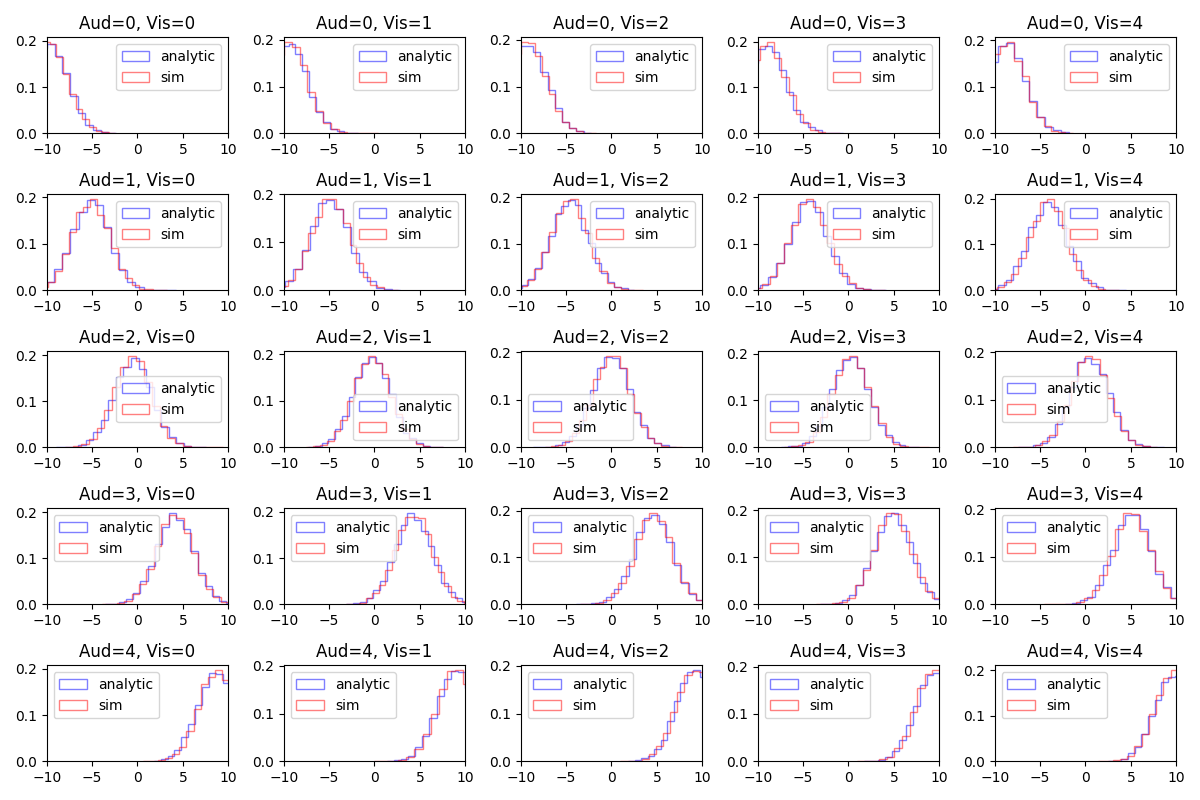 Aud=0, Vis=0 Aud=0, Vis=1 Aud=0, Vis=2 Aud=0, Vis=3 Aud=0, Vis=4
0.2 0.2 0.2 0.2 0.2
analytic analytic analytic analytic analytic
sim sim sim sim sim
0.1 0.1 0.1 0.1 0.1
0.0 0.0 0.0 0.0 0.0
−10 −5 0 5 10 −10 −5 0 5 10 −10 −5 0 5 10 −10 −5 0 5 10 −10 −5 0 5 10
Aud=1, Vis=0 Aud=1, Vis=1 Aud=1, Vis=2 Aud=1, Vis=3 Aud=1, Vis=4
0.2 0.2 0.2 0.2 0.2
analytic analytic analytic analytic analytic
sim sim sim sim sim
0.1 0.1 0.1 0.1 0.1
0.0 0.0 0.0 0.0 0.0
−10 −5 0 5 10 −10 −5 0 5 10 −10 −5 0 5 10 −10 −5 0 5 10 −10 −5 0 5 10
Aud=2, Vis=0 Aud=2, Vis=1 Aud=2, Vis=2 Aud=2, Vis=3 Aud=2, Vis=4
0.2 0.2 0.2 0.2 0.2
analytic analytic analytic analytic analytic
0.1 0.1 0.1 0.1 0.1
sim sim sim sim sim
0.0 0.0 0.0 0.0 0.0
−10 −5 0 5 10 −10 −5 0 5 10 −10 −5 0 5 10 −10 −5 0 5 10 −10 −5 0 5 10
Aud=3, Vis=0 Aud=3, Vis=1 Aud=3, Vis=2 Aud=3, Vis=3 Aud=3, Vis=4
0.2 0.2 0.2 0.2 0.2
analytic analytic analytic analytic analytic
sim sim sim sim sim
0.1 0.1 0.1 0.1 0.1
0.0 0.0 0.0 0.0 0.0
−10 −5 0 5 10 −10 −5 0 5 10 −10 −5 0 5 10 −10 −5 0 5 10 −10 −5 0 5 10
Aud=4, Vis=0 Aud=4, Vis=1 Aud=4, Vis=2 Aud=4, Vis=3 Aud=4, Vis=4
0.2 0.2 0.2 0.2 0.2
analytic analytic analytic analytic analytic
sim sim sim sim sim
0.1 0.1 0.1 0.1 0.1
0.0 0.0 0.0 0.0 0.0
−10 −5 0 5 10 −10 −5 0 5 10 −10 −5 0 5 10 −10 −5 0 5 10 −10 −5 0 5 10